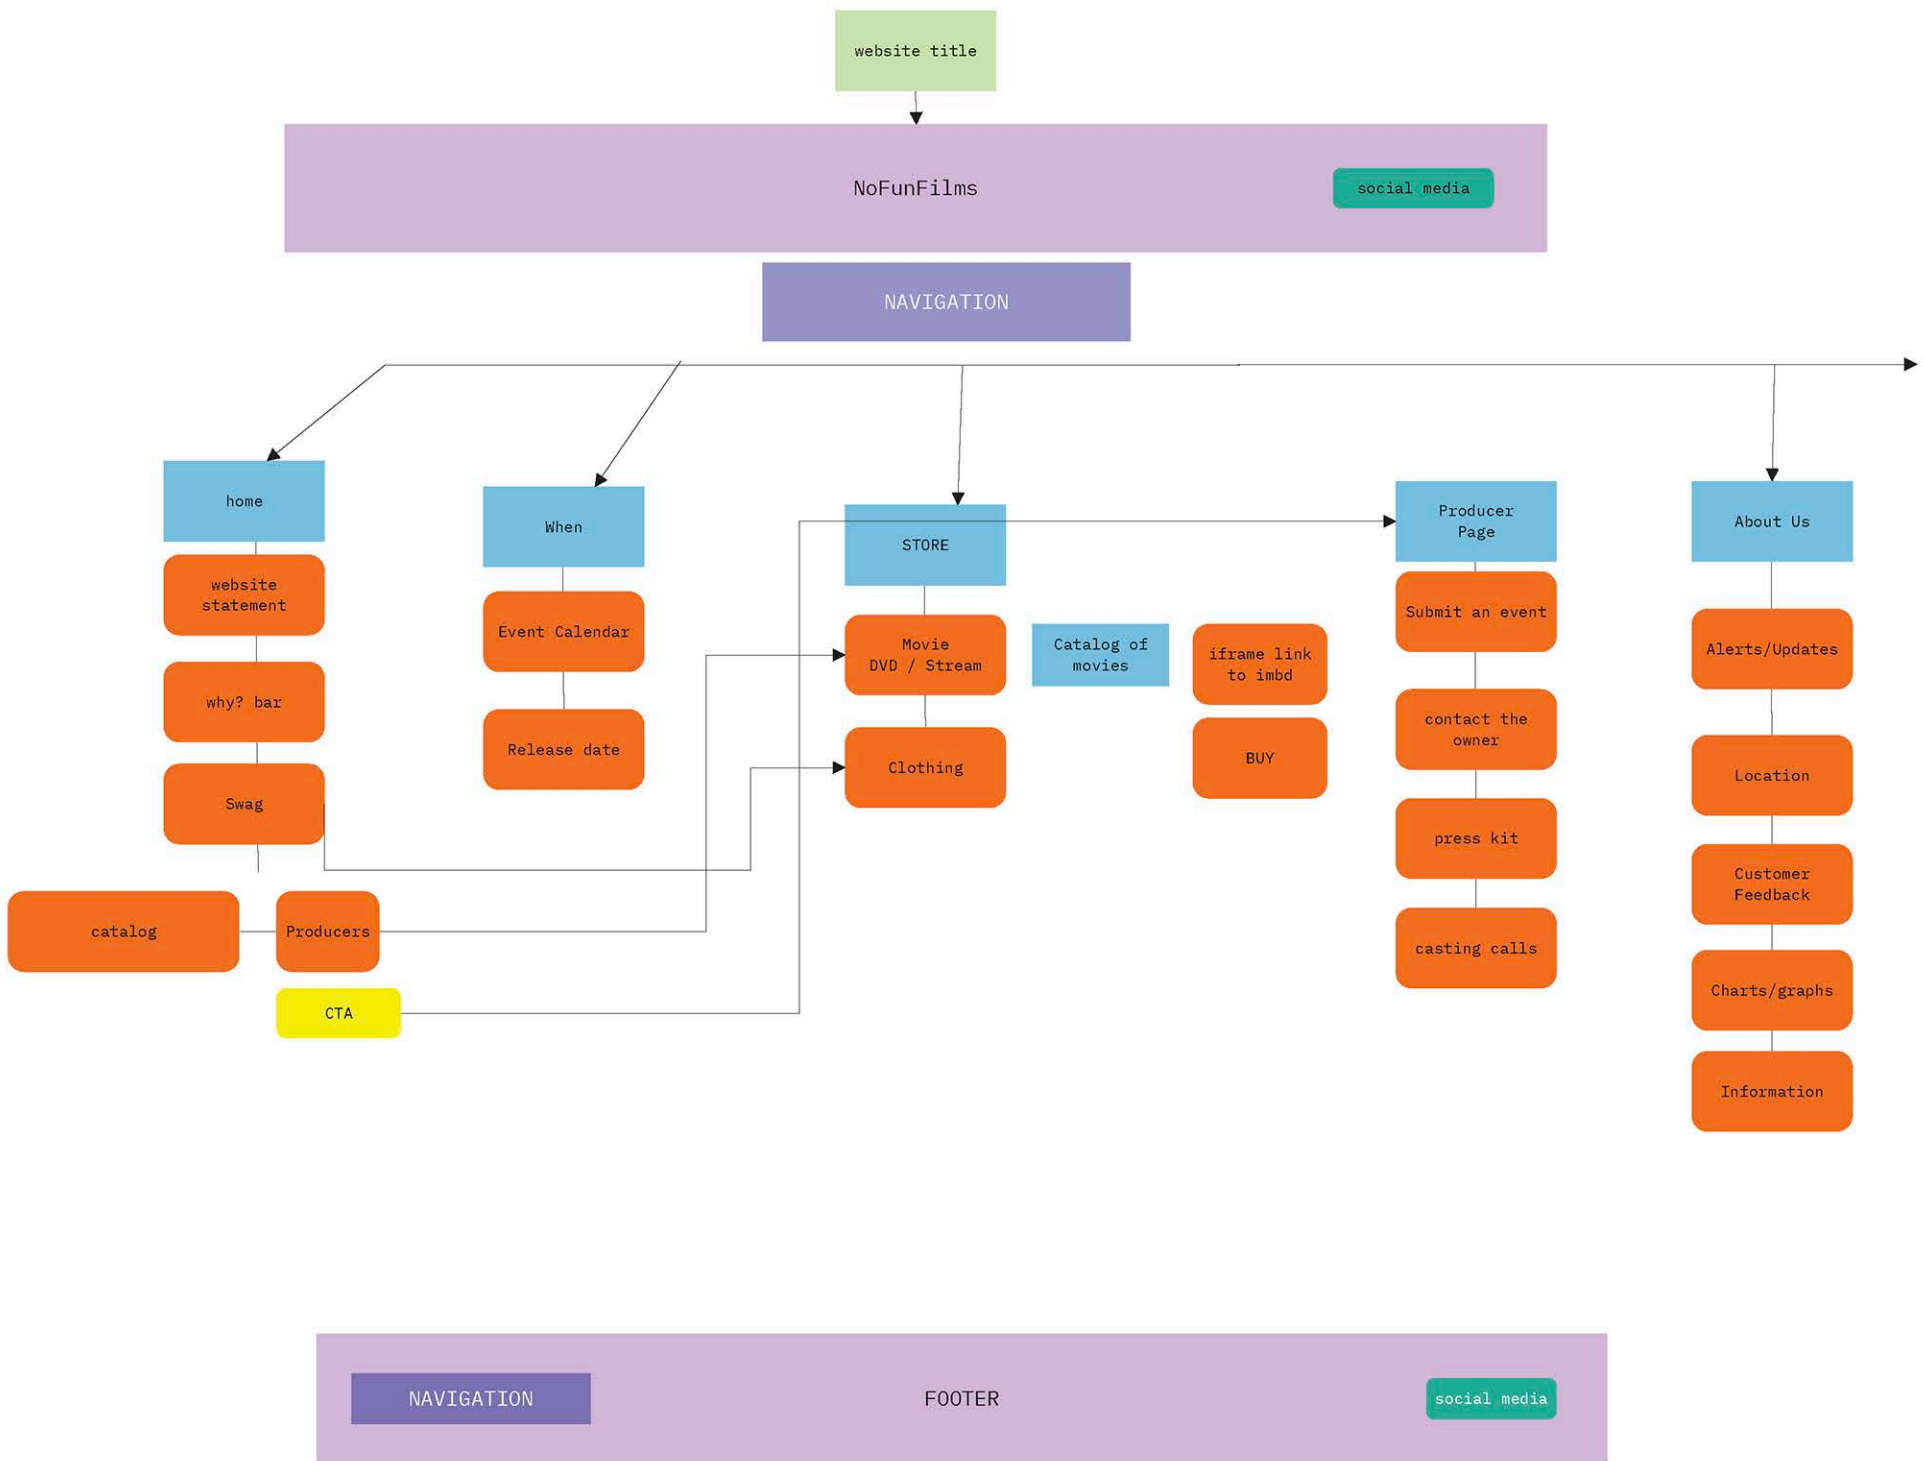 website title
NoFunFilms
social media
NAVIGATION
home
website
statement
why? bar
Swag
catalog
Producers
CTA
When
Event Calendar
Release date
STORE
Movie
DVD / Stream
Clothing
Catalog of
movies
iframe link
to imbd
BUY
Producer
Page
Submit an event
contact the
owner
press kit
casting calls
About Us
Alerts/Updates
Location
Customer
Feedback
Charts/graphs
Information
NAVIGATION
FOOTER
social media